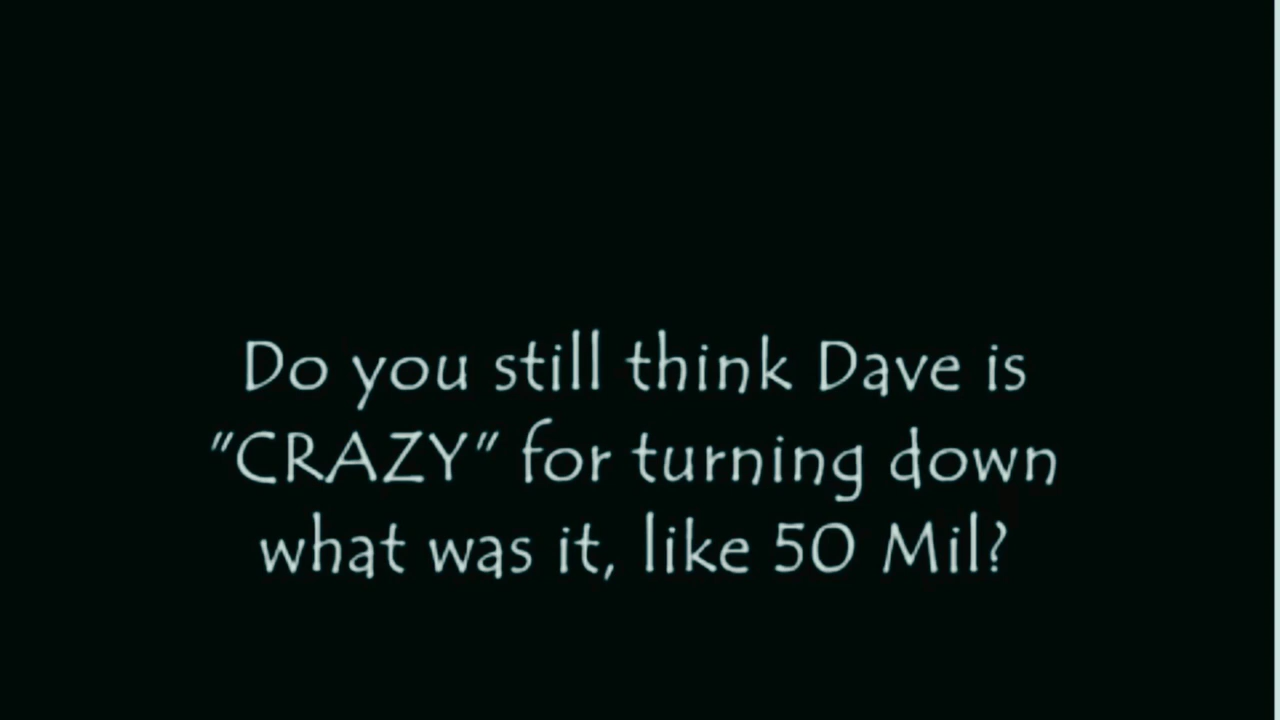 Do you still think Dave is
"CRAZY" for turning down
what was it, like 50 Mil?